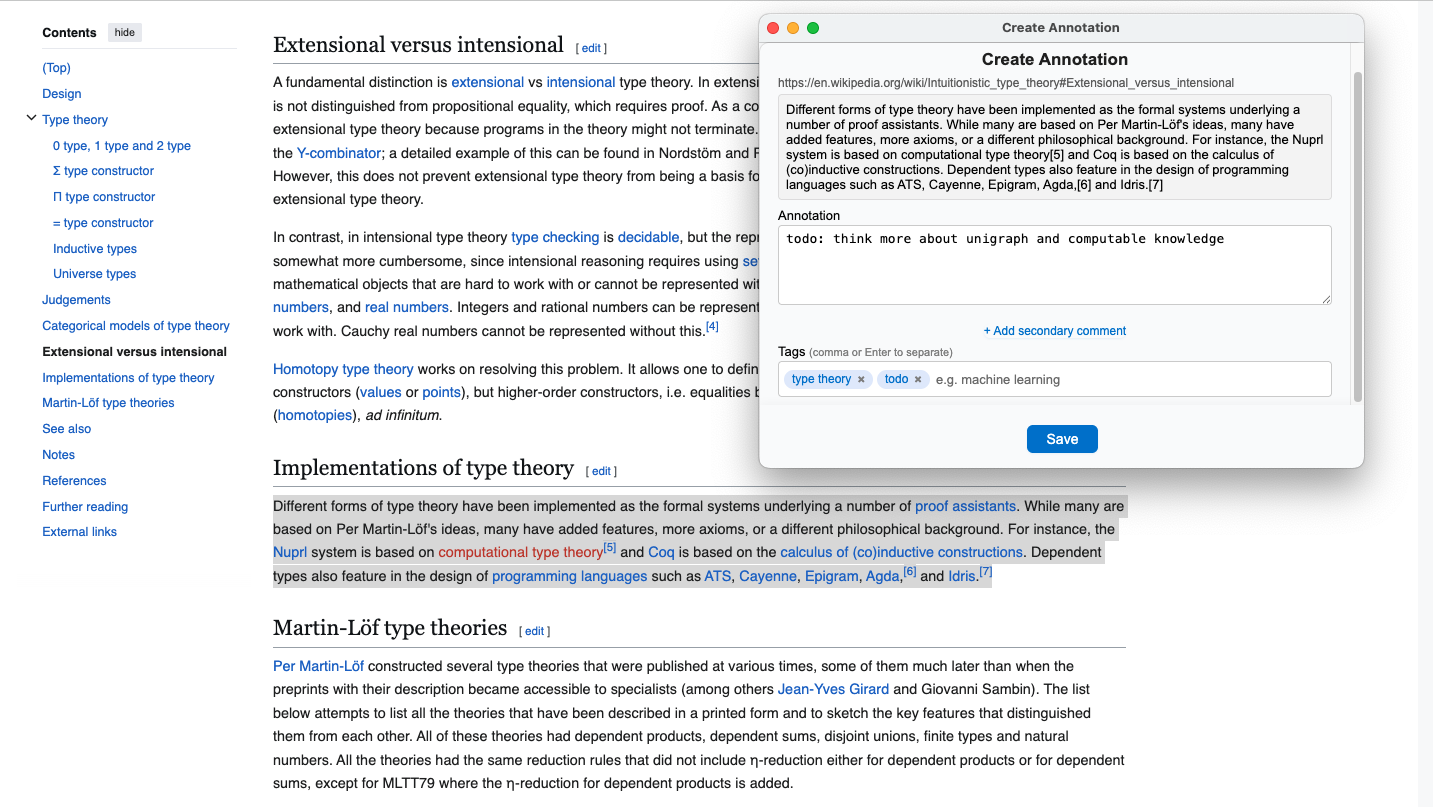 Contents hide
(Top)
Design
Type theory
0 type, 1 type and 2 type
Σ type constructor
Π type constructor
= type constructor
Inductive types
Universe types
Judgements
Categorical models of type theory
Extensional versus intensional
Implementations of type theory
Martin-Löf type theories
See also
Notes
References
Further reading
External links
Extensional versus intensional [ edit ]
A fundamental distinction is extensional vs intensional type theory. In extensi
is not distinguished from propositional equality, which requires proof. As a co
extensional type theory because programs in the theory might not terminate.
the Y-combinator; a detailed example of this can be found in Nordstöm and
However, this does not prevent extensional type theory from being a basis fo
extensional type theory.
In contrast, in intensional type theory type checking is decidable, but the repr
somewhat more cumbersome, since intensional reasoning requires using se
mathematical objects that are hard to work with or cannot be represented wit
numbers, and real numbers. Integers and rational numbers can be represent
work with. Cauchy real numbers cannot be represented without this.[4]
Homotopy type theory works on resolving this problem. It allows one to defin
constructors (values or points), but higher-order constructors, i.e. equalities b
(homotopies), ad infinitum.
Implementations of type theory [ edit ]
Different forms of type theory have been implemented as the formal systems underlying a number of proof assistants. While many are
based on Per Martin-Löf's ideas, many have added features, more axioms, or a different philosophical background. For instance, the
Nuprl system is based on computational type theory[5] and Coq is based on the calculus of (co)inductive constructions. Dependent
types also feature in the design of programming languages such as ATS, Cayenne, Epigram, Agda,[6] and Idris.[7]
Martin-Löf type theories [ edit ]
Per Martin-Löf constructed several type theories that were published at various times, some of them much later than when the
preprints with their description became accessible to specialists (among others Jean-Yves Girard and Giovanni Sambin). The list
below attempts to list all the theories that have been described in a printed form and to sketch the key features that distinguished
them from each other. All of these theories had dependent products, dependent sums, disjoint unions, finite types and natural
numbers. All the theories had the same reduction rules that did not include η-reduction either for dependent products or for dependent
sums, except for MLTT79 where the η-reduction for dependent products is added.
Create Annotation
Create Annotation
https://en.wikipedia.org/wiki/Intuitionistic_type_theory#Extensional_versus_intensional
Different forms of type theory have been implemented as the formal systems underlying a
number of proof assistants. While many are based on Per Martin-Löf's ideas, many have
added features, more axioms, or a different philosophical background. For instance, the Nuprl
system is based on computational type theory[5] and Coq is based on the calculus of
(co)inductive constructions. Dependent types also feature in the design of programming
languages such as ATS, Cayenne, Epigram, Agda,[6] and Idris.[7]
Annotation
todo: think more about unigraph and computable knowledge
+ Add secondary comment
Tags (comma or Enter to separate)
type theory × todo × e.g. machine learning
Save